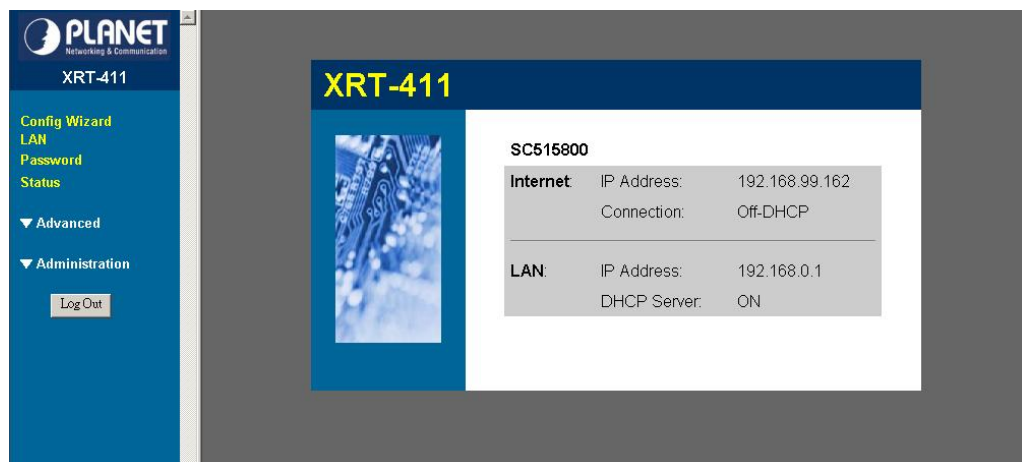 PLANET
Networking & Communication
XRT-411
Config Wizard
LAN
Password
Status
Advanced
Administration
Log Out
XRT-411
SC515800
Internet: IP Address: 192.168.99.162
Connection: Off-DHCP
LAN: IP Address: 192.168.0.1
DHCP Server: ON